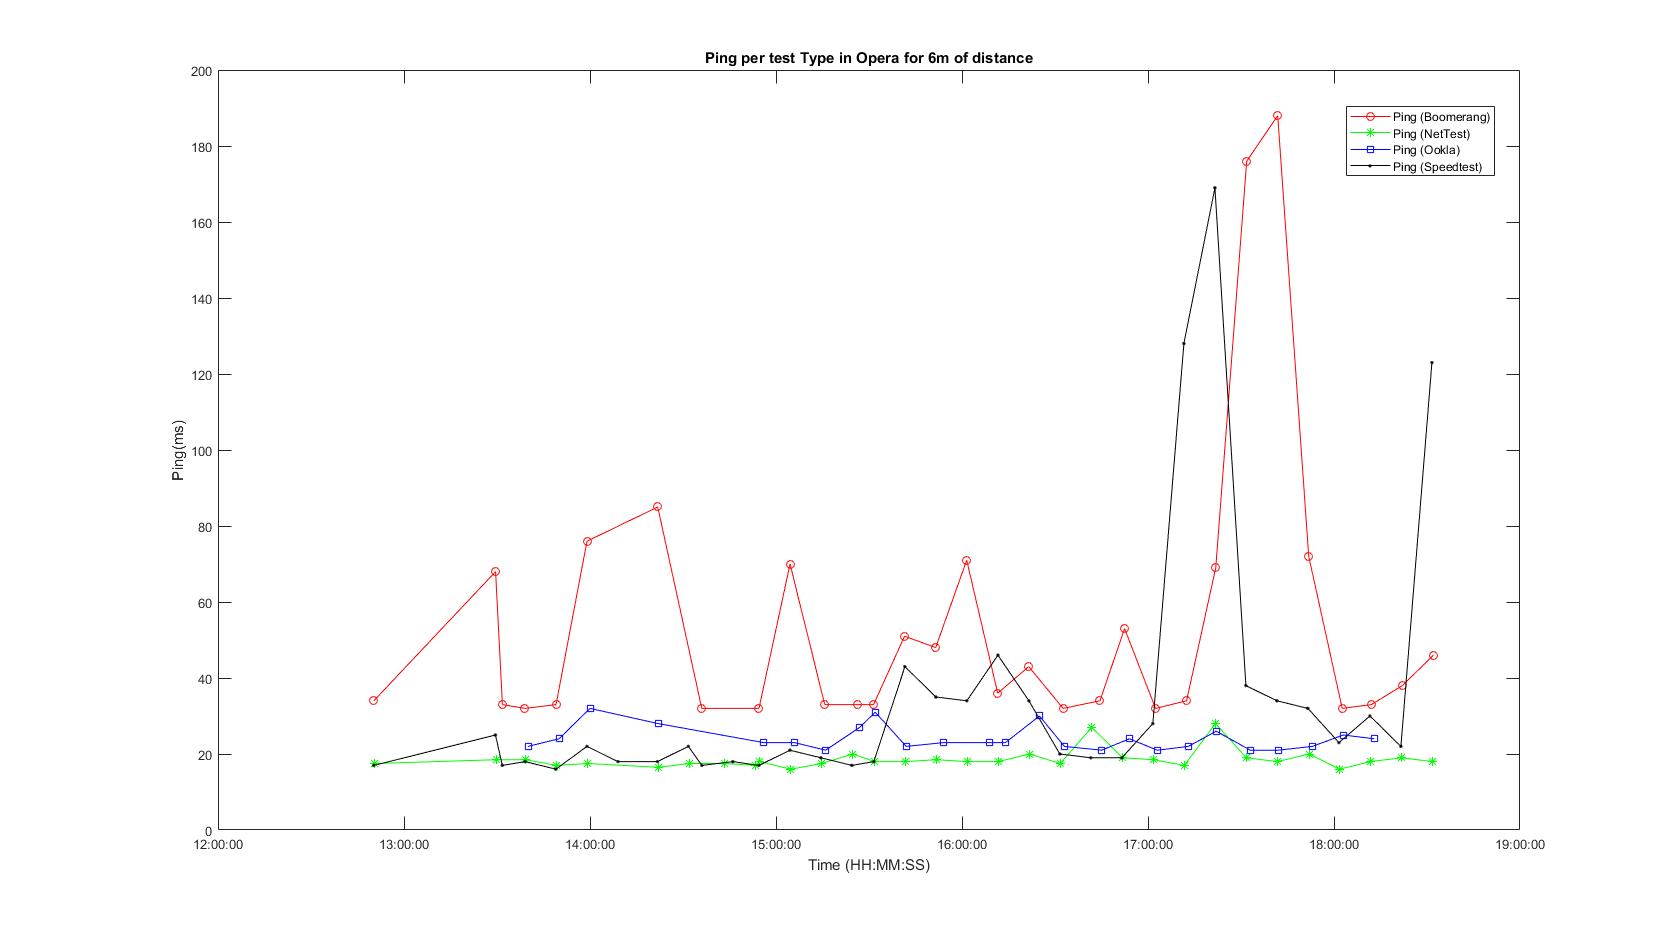 Ping per test Type in Opera for 6m of distance
200
180
160
140
120
100
80
60
40
20
0
Ping(ms)
Ping (Boomerang)
Ping (NetTest)
Ping (Ookla)
Ping (Speedtest)
12:00:00 13:00:00 14:00:00 15:00:00 16:00:00 17:00:00 18:00:00 19:00:00
Time (HH:MM:SS)